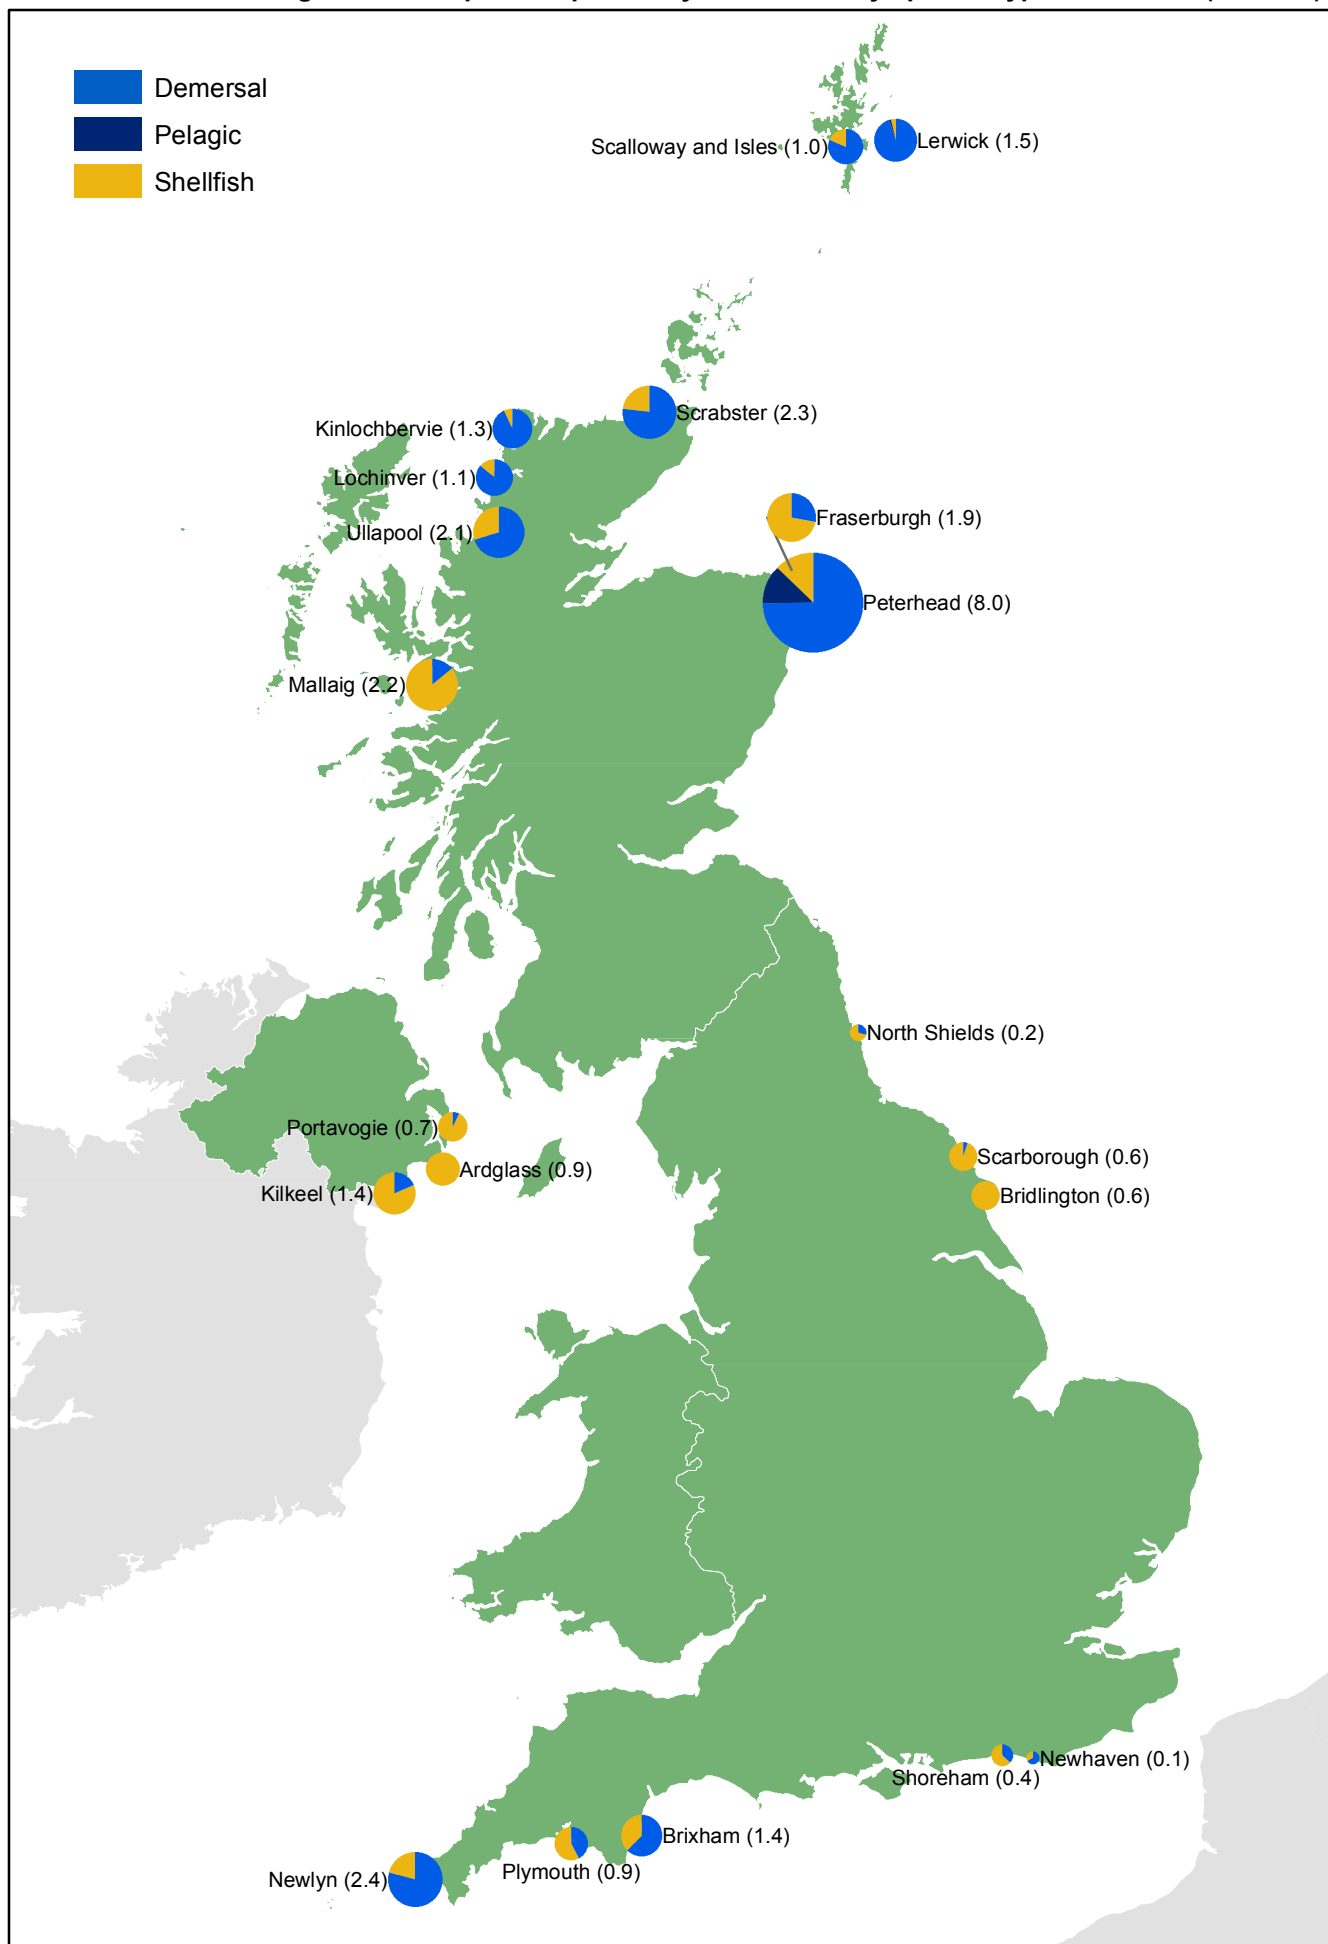 Demersal
Pelagic
Shellfish
Scalloway and Isles (1.0)
Lerwick (1.5)
Scrabster (2.3)
Kinlochbervie (1.3)
Lochinver (1.1)
Ullapool (2.1)
Fraserburgh (1.9)
Peterhead (8.0)
Mallaig (2.2)
North Shields (0.2)
Portavogie (0.7)
Scarborough (0.6)
Ardglass (0.9)
Kilkeel (1.4)
Bridlington (0.6)
Newhaven (0.1)
Shoreham (0.4)
Brixham (1.4)
Plymouth (0.9)
Newlyn (2.4)